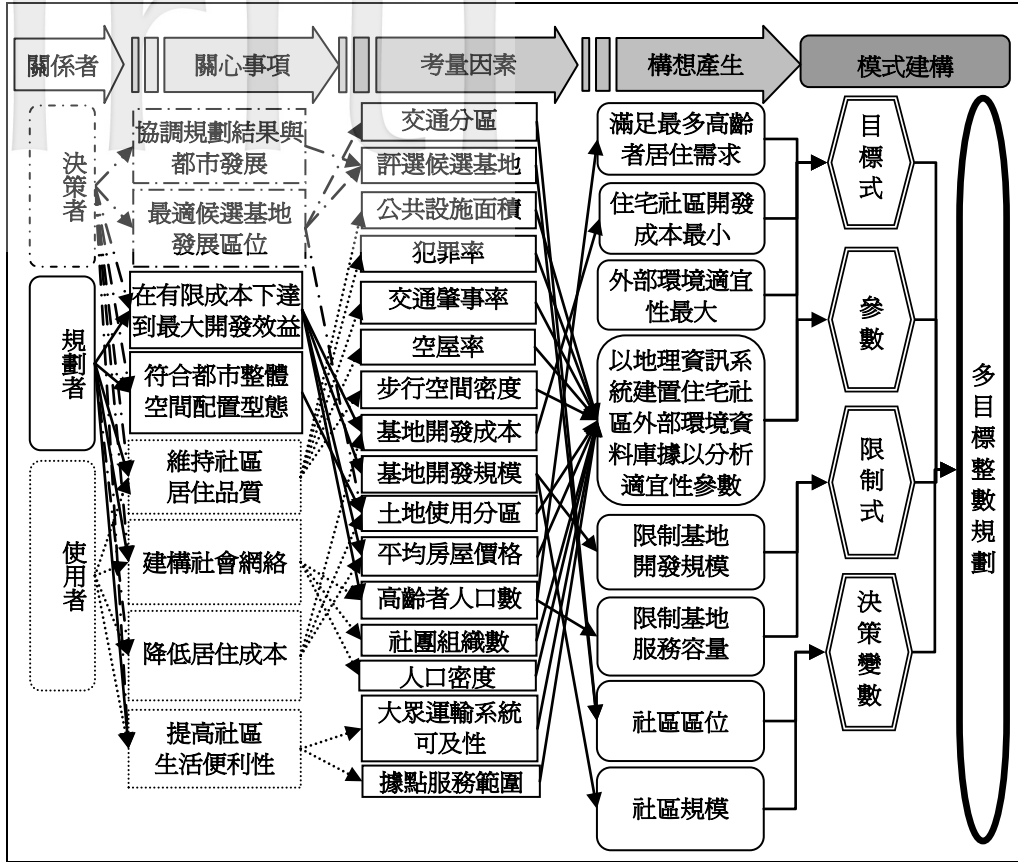 關係者
關心事項
考量因素
構想產生
模式建構
決策者
規劃者
使用者
協調規劃結果與
都市發展
最適候選基地
發展區位
在有限成本下達
到最大開發效益
符合都市整體
空間配置型態
維持社區
居住品質
建構社會網絡
降低居住成本
提高社區
生活便利性
交通分區
評選候選基地
公共設施面積
犯罪率
交通肇事率
空屋率
步行空間密度
基地開發成本
基地開發規模
土地使用分區
平均房屋價格
高齡者人口數
社團組織數
人口密度
大眾運輸系統
可及性
據點服務範圍
滿足最多高齡
者居住需求
住宅社區開發
成本最小
外部環境適宜
性最大
以地理資訊系
統建置住宅社
區外部環境資
料庫據以分析
適宜性參數
限制基地
開發規模
限制基地
服務容量
社區區位
社區規模
目標式
參數
限制式
決策變數
多目標整數規劃